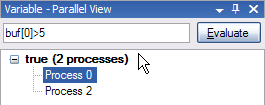 Variable - Parallel View
buf[0]>5 Evaluate
true (2 processes)
Process 0
Process 2